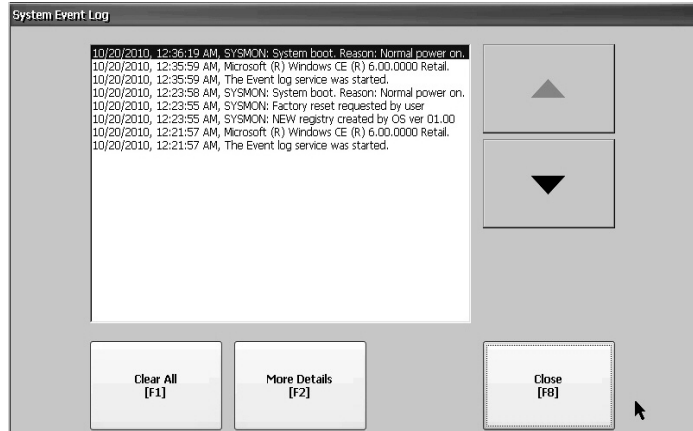 System Event Log
10/20/2010, 12:36:19 AM, SYSMON: System boot. Reason: Normal power on.
10/20/2010, 12:35:59 AM, Microsoft (R) Windows CE (R) 6.00.0000 Retail.
10/20/2010, 12:35:59 AM, The Event log service was started.
10/20/2010, 12:23:58 AM, SYSMON: System boot. Reason: Normal power on.
10/20/2010, 12:23:55 AM, SYSMON: Factory reset requested by user
10/20/2010, 12:23:55 AM, SYSMON: NEW registry created by OS ver 01.00
10/20/2010, 12:21:57 AM, Microsoft (R) Windows CE (R) 6.00.0000 Retail.
10/20/2010, 12:21:57 AM, The Event log service was started.
Clear All
[F1]
More Details
[F2]
Close
[F8]